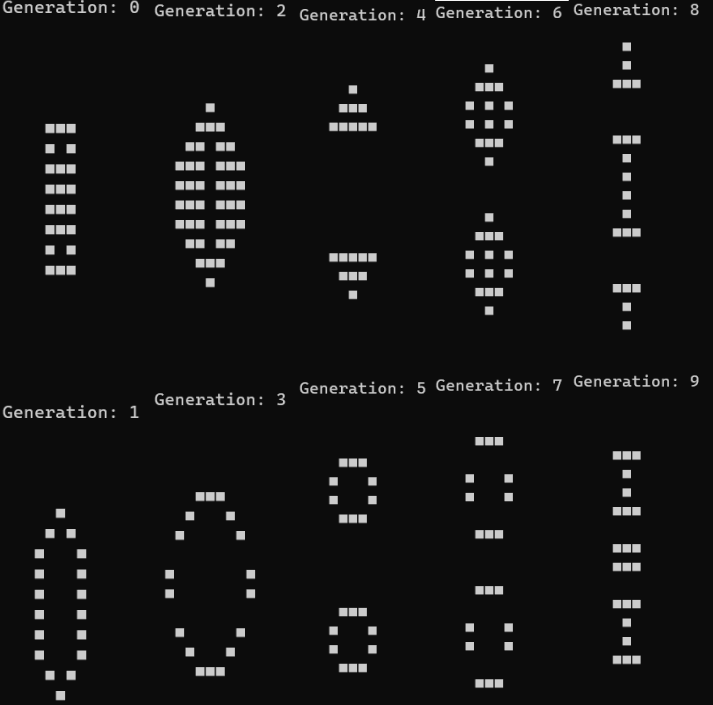 Generation: 0
Generation: 2
Generation: 4
Generation: 6
Generation: 8
Generation: 1
Generation: 3
Generation: 5
Generation: 7
Generation: 9